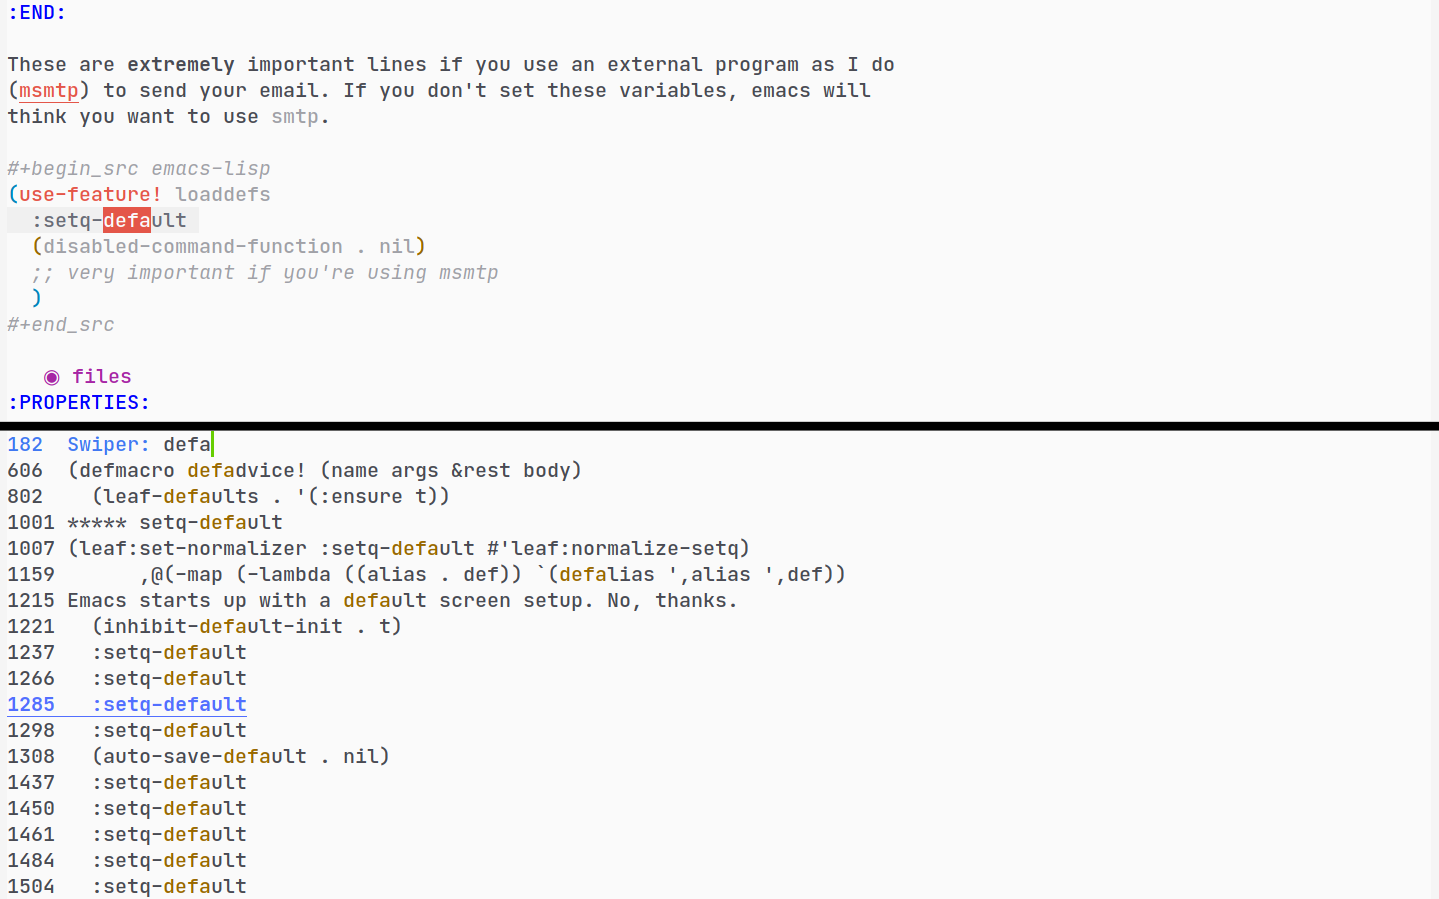 :END:
These are extremely important lines if you use an external program as I do
(msmtp) to send your email. If you don't set these variables, emacs will
think you want to use smtp.
#+begin_src emacs-lisp
(use-feature! loaddefs
  :setq-default
  (disabled-command-function . nil)
  ;; very important if you're using msmtp
  )
#+end_src
◉ files
:PROPERTIES:
182  Swiper: defa
606  (defmacro defadvice! (name args &rest body)
802    (leaf-defaults . '(:ensure t))
1001 ***** setq-default
1007 (leaf:set-normalizer :setq-default #'leaf:normalize-setq)
1159       ,@(-map (-lambda ((alias . def)) `(defalias ',alias ',def))
1215 Emacs starts up with a default screen setup. No, thanks.
1221   (inhibit-default-init . t)
1237   :setq-default
1266   :setq-default
1285   :setq-default
1298   :setq-default
1308   (auto-save-default . nil)
1437   :setq-default
1450   :setq-default
1461   :setq-default
1484   :setq-default
1504   :setq-default